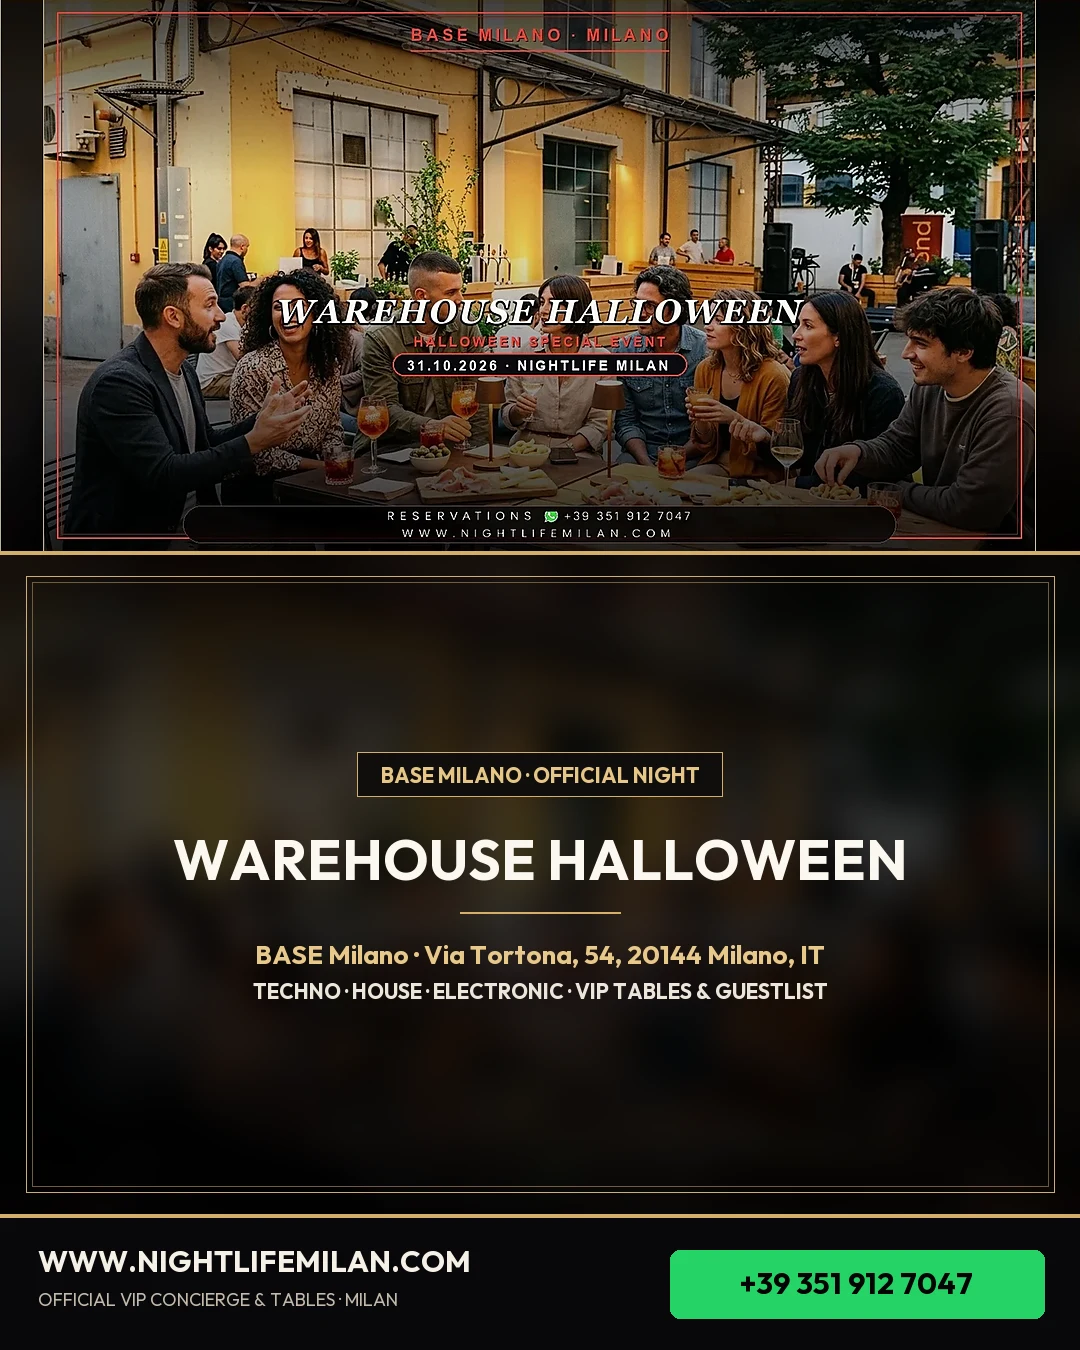 BASE MILANO · MILANO
WAREHOUSE HALLOWEEN
HALLOWEEN SPECIAL EVENT
31.10.2026 · NIGHTLIFE MILAN
RESERVATIONS +39 351 912 7047
WWW.NIGHTLIFEMILAN.COM
BASE MILANO · OFFICIAL NIGHT
WAREHOUSE HALLOWEEN
BASE Milano · Via Tortona, 54, 20144 Milano, IT
TECHNO · HOUSE · ELECTRONIC · VIP TABLES & GUESTLIST
WWW.NIGHTLIFEMILAN.COM
+39 351 912 7047
OFFICIAL VIP CONCIERGE & TABLES · MILAN